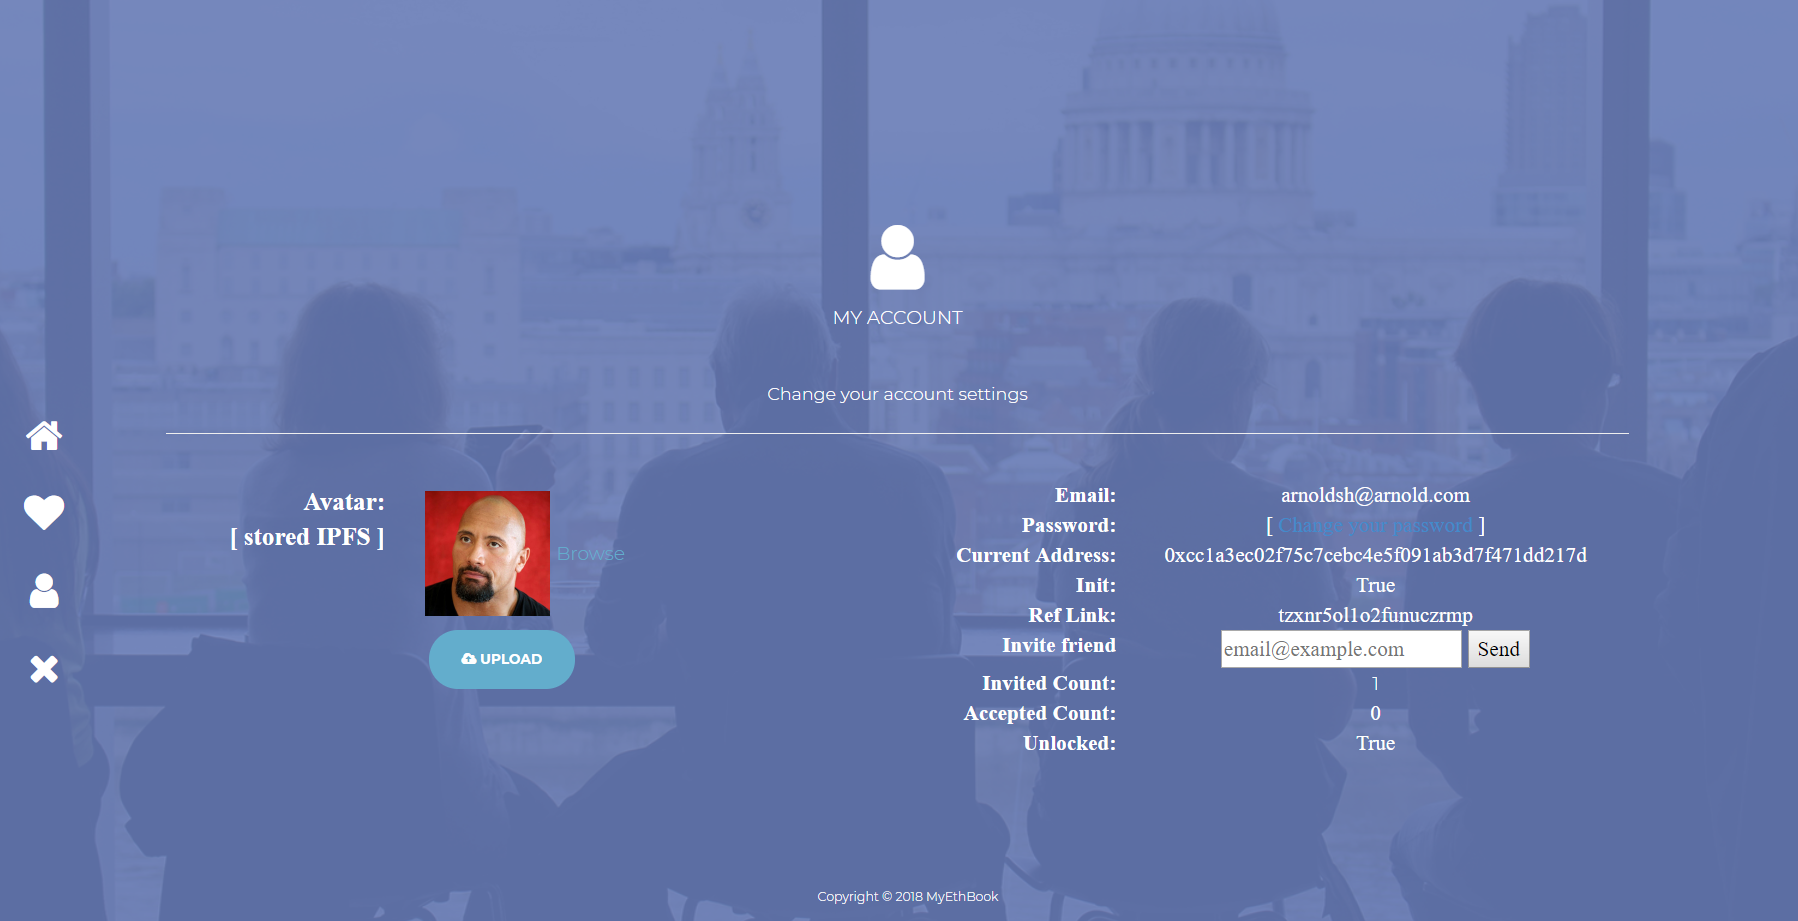 MY ACCOUNT
Change your account settings
Avatar:
[ stored IPFS ]
Browse
UPLOAD
Email: arnoldsh@arnold.com
Password: [ Change your password ]
Current Address: 0xcc1a3ec02f75c7cebc4e5f091ab3d7f471dd217d
Init: True
Ref Link: tzxnr5ol1o2funuczrmp
Invite friend email@example.com Send
Invited Count: 1
Accepted Count: 0
Unlocked: True
Copyright © 2018 MyEthBook